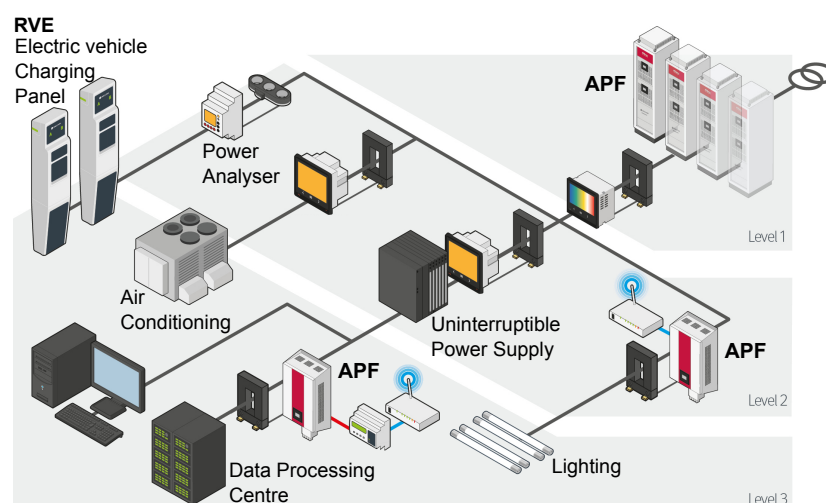 RVE
Electric vehicle
Charging
Panel
APF
Power
Analyser
Level 1
Air
Conditioning
Uninterruptible
Power Supply
APF
APF
Level 2
Data Processing
Centre
Lighting
Level 3